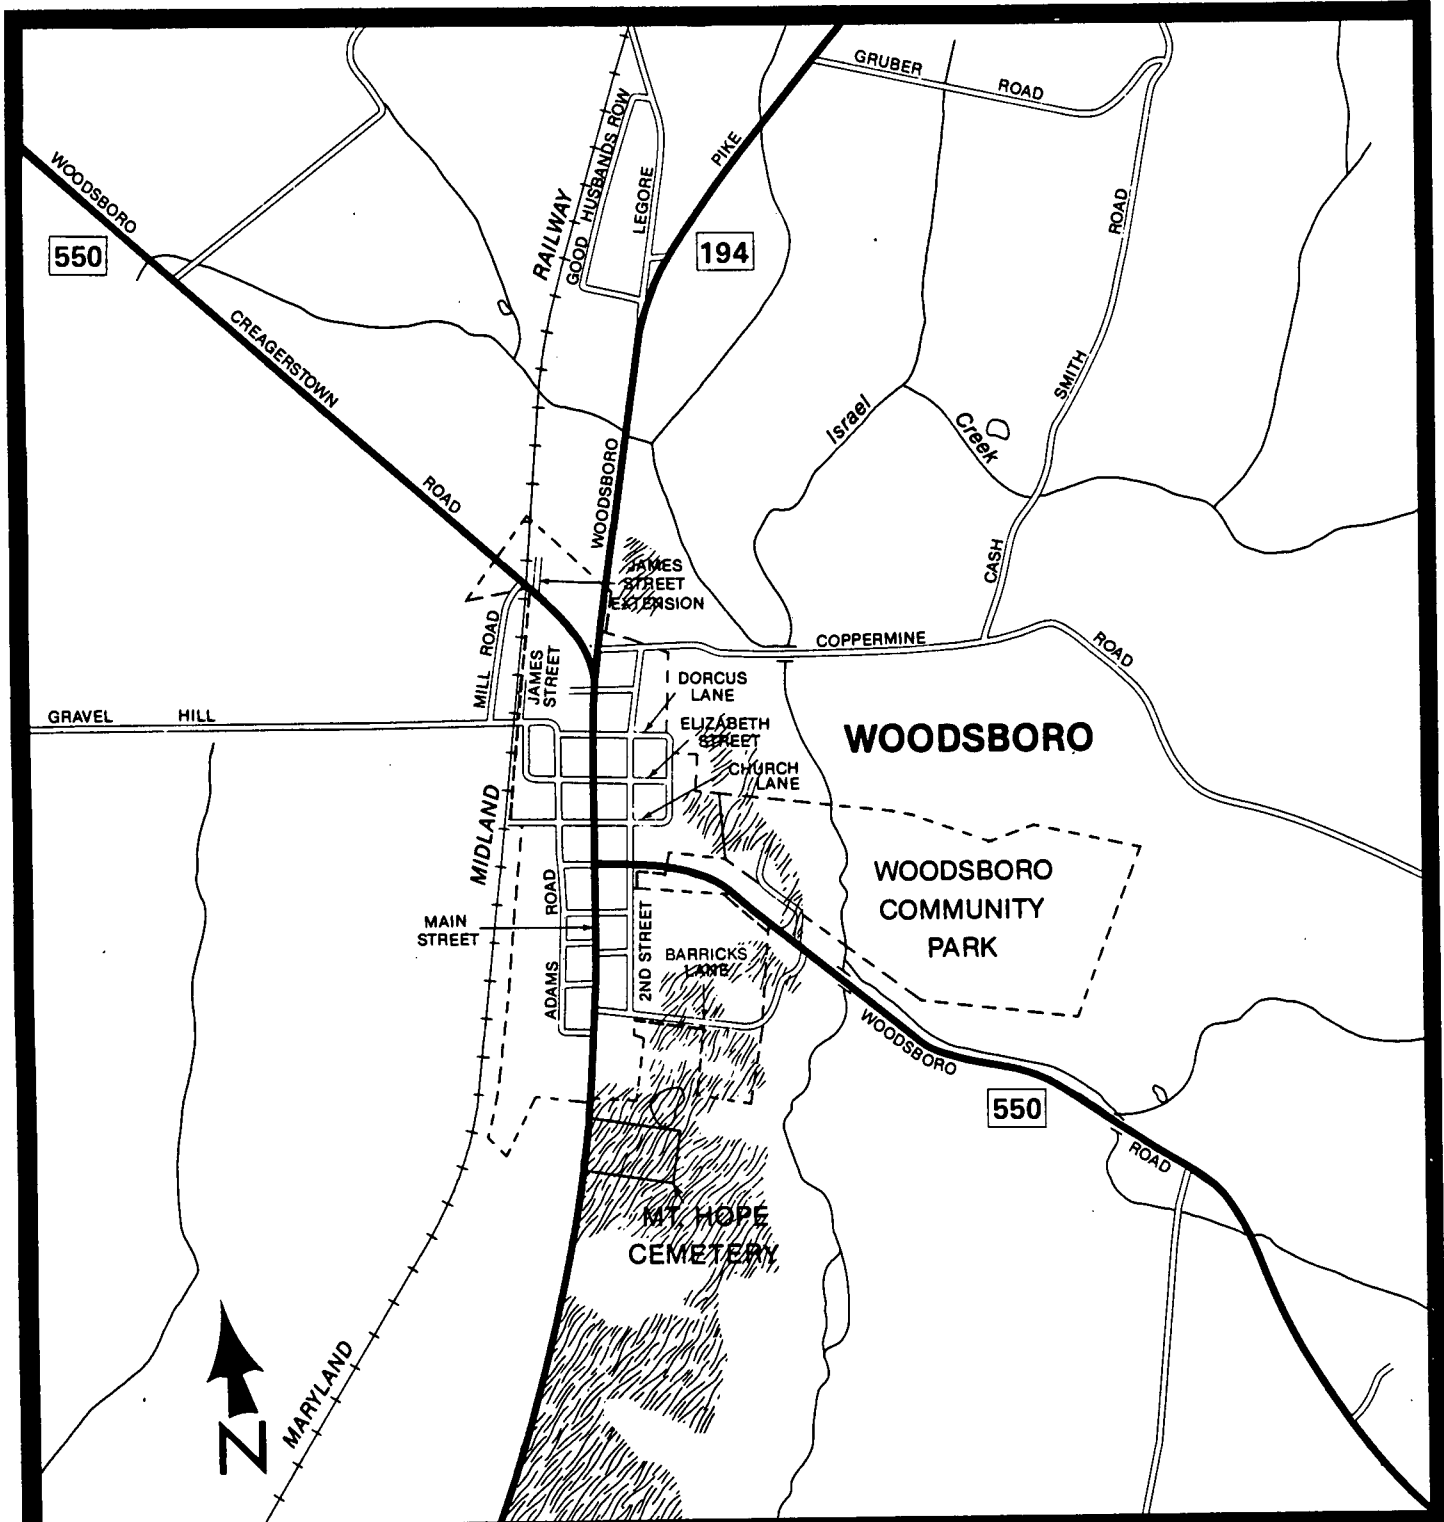 GRUBER ROAD
WOODSBORO
550
CREAGERSTOWN
ROAD
RAILWAY
GOOD HUSBANDS ROW
LEGORE
PIKE
194
ROAD
SMITH
CASH
Israel
Creek
WOODSBORO
JAMES
STREET
EXTENSION
MILL ROAD
JAMES
STREET
COPPERMINE
ROAD
DORCUS
LANE
GRAVEL HILL
ELIZABETH
STREET
WOODSBORO
CHURCH
LANE
MIDLAND
WOODSBORO
COMMUNITY
PARK
ROAD
MAIN
STREET
2ND STREET
BARRICKS
LANE
ADAMS
WOODSBORO
550
ROAD
MT. HOPE
CEMETERY
MARYLAND
N